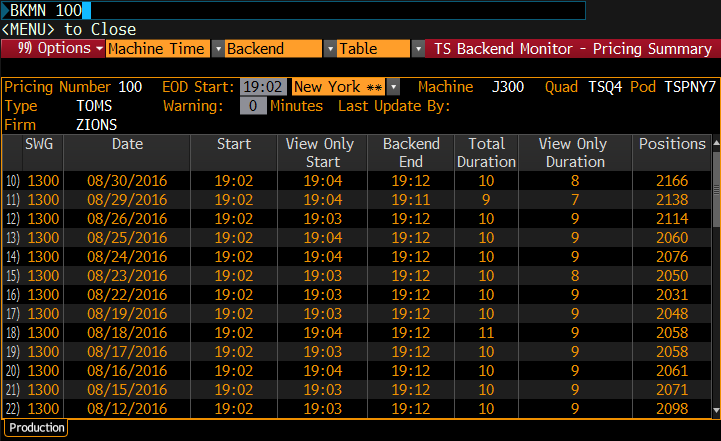 BKMN 100
<MENU> to Close
99) Options Machine Time Backend Table TS Backend Monitor - Pricing Summary
Pricing Number 100 EOD Start: 19:02 New York ** Machine J300 Quad TSQ4 Pod TSPNY7
Type TOMS Warning: 0 Minutes Last Update By:
Firm ZIONS
SWG Date Start View Only Start Backend End Total Duration View Only Duration Positions
10) 1300 08/30/2016 19:02 19:04 19:12 10 8 2166
11) 1300 08/29/2016 19:02 19:04 19:11 9 7 2138
12) 1300 08/26/2016 19:02 19:03 19:12 10 9 2114
13) 1300 08/25/2016 19:02 19:04 19:12 10 9 2060
14) 1300 08/24/2016 19:02 19:04 19:12 10 9 2076
15) 1300 08/23/2016 19:02 19:03 19:12 10 8 2050
16) 1300 08/22/2016 19:02 19:03 19:12 10 9 2031
17) 1300 08/19/2016 19:02 19:03 19:12 10 9 2048
18) 1300 08/18/2016 19:02 19:04 19:12 11 9 2058
19) 1300 08/17/2016 19:02 19:03 19:12 10 9 2058
20) 1300 08/16/2016 19:02 19:04 19:12 10 9 2061
21) 1300 08/15/2016 19:02 19:03 19:12 10 9 2071
22) 1300 08/12/2016 19:02 19:03 19:12 10 9 2098
Production